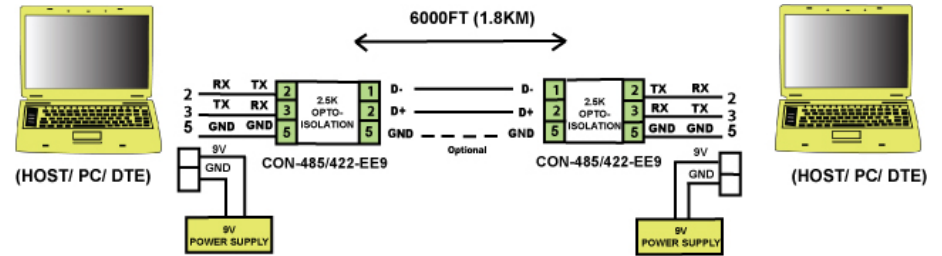 6000FT (1.8KM)
RX TX
2 2 1 D- D- 1 2 TX RX 2
2.5K OPTO-ISOLATION
2.5K OPTO-ISOLATION
TX RX
3 3 2 D+ D+ 2 3 RX TX 3
5 GND GND 5 5 GND GND 5 5 GND GND 5
Optional
CON-485/422-EE9
CON-485/422-EE9
9V
GND
9V
GND
(HOST/ PC/ DTE)
(HOST/ PC/ DTE)
9V
POWER SUPPLY
9V
POWER SUPPLY